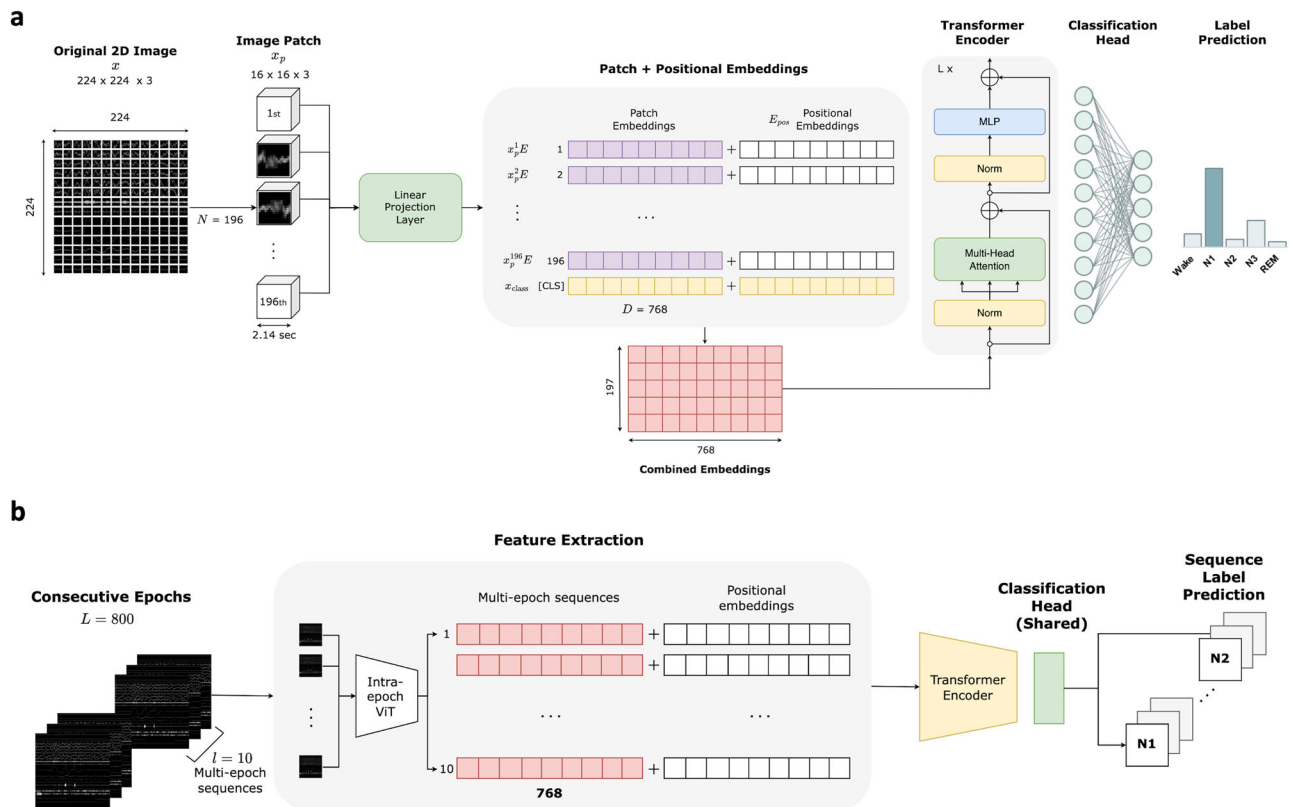 a
Original 2D Image
x
224 x 224 x 3
224
224
N = 196
Image Patch
x_p
16 x 16 x 3
1st
⋮
196th
2.14 sec
Linear
Projection
Layer
Patch + Positional Embeddings
Patch
Embeddings
E_pos Positional
Embeddings
x_p^1E 1 +
x_p^2E 2 +
⋮ ...
x_p^196E 196 +
x_class [CLS] +
D = 768
197
768
Combined Embeddings
Transformer
Encoder
L x
MLP
Norm
Multi-Head
Attention
Norm
Classification
Head
Label
Prediction
Wake N1 N2 N3 REM
b
Consecutive Epochs
L = 800
l = 10
Multi-epoch
sequences
Feature Extraction
Intra-
epoch
ViT
Multi-epoch sequences
Positional
embeddings
1 +
+
... ...
10 +
768
Transformer
Encoder
Classification
Head
(Shared)
Sequence
Label
Prediction
N2
N1